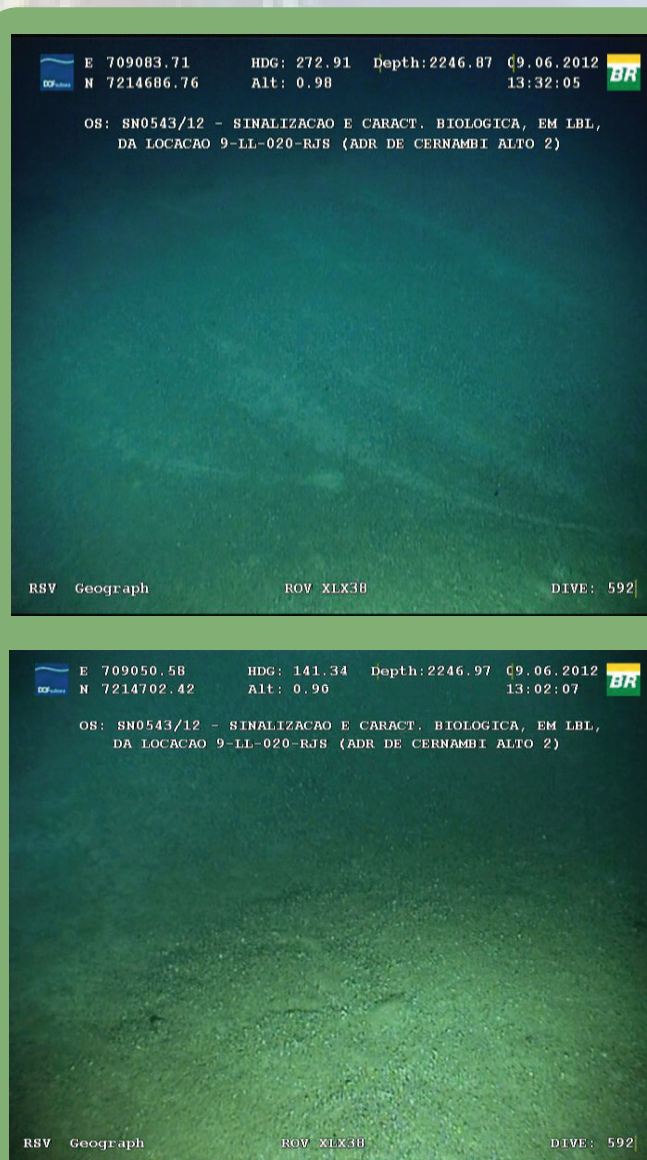 E 709083.71 HDG: 272.91 Depth:2246.87 09.06.2012
N 7214686.76 Alt: 0.98 13:32:05
BR
OS: SN0543/12 - SINALIZACAO E CARACT. BIOLOGICA, EM LBL,
DA LOCACAO 9-LL-020-RJS (ADR DE CERNAMBI ALTO 2)
RSV Geograph ROV XLX38 DIVE: 592
E 709050.58 HDG: 141.34 Depth:2246.97 09.06.2012
N 7214702.42 Alt: 0.90 13:02:07
BR
OS: SN0543/12 - SINALIZACAO E CARACT. BIOLOGICA, EM LBL,
DA LOCACAO 9-LL-020-RJS (ADR DE CERNAMBI ALTO 2)
RSV Geograph ROV XLX38 DIVE: 592